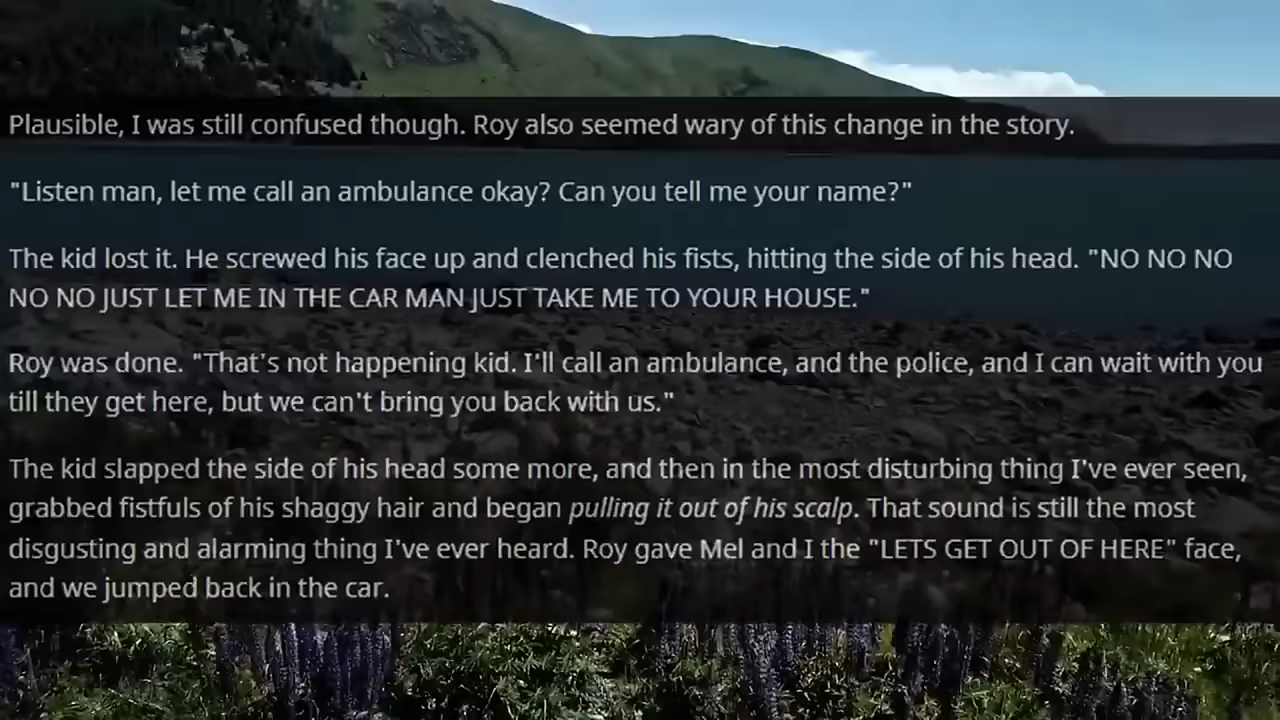 Plausible, I was still confused though. Roy also seemed wary of this change in the story.
"Listen man, let me call an ambulance okay? Can you tell me your name?"
The kid lost it. He screwed his face up and clenched his fists, hitting the side of his head. "NO NO NO
NO NO JUST LET ME IN THE CAR MAN JUST TAKE ME TO YOUR HOUSE."
Roy was done. "That's not happening kid. I'll call an ambulance, and the police, and I can wait with you
till they get here, but we can't bring you back with us."
The kid slapped the side of his head some more, and then in the most disturbing thing I've ever seen,
grabbed fistfuls of his shaggy hair and began pulling it out of his scalp. That sound is still the most
disgusting and alarming thing I've ever heard. Roy gave Mel and I the "LETS GET OUT OF HERE" face,
and we jumped back in the car.